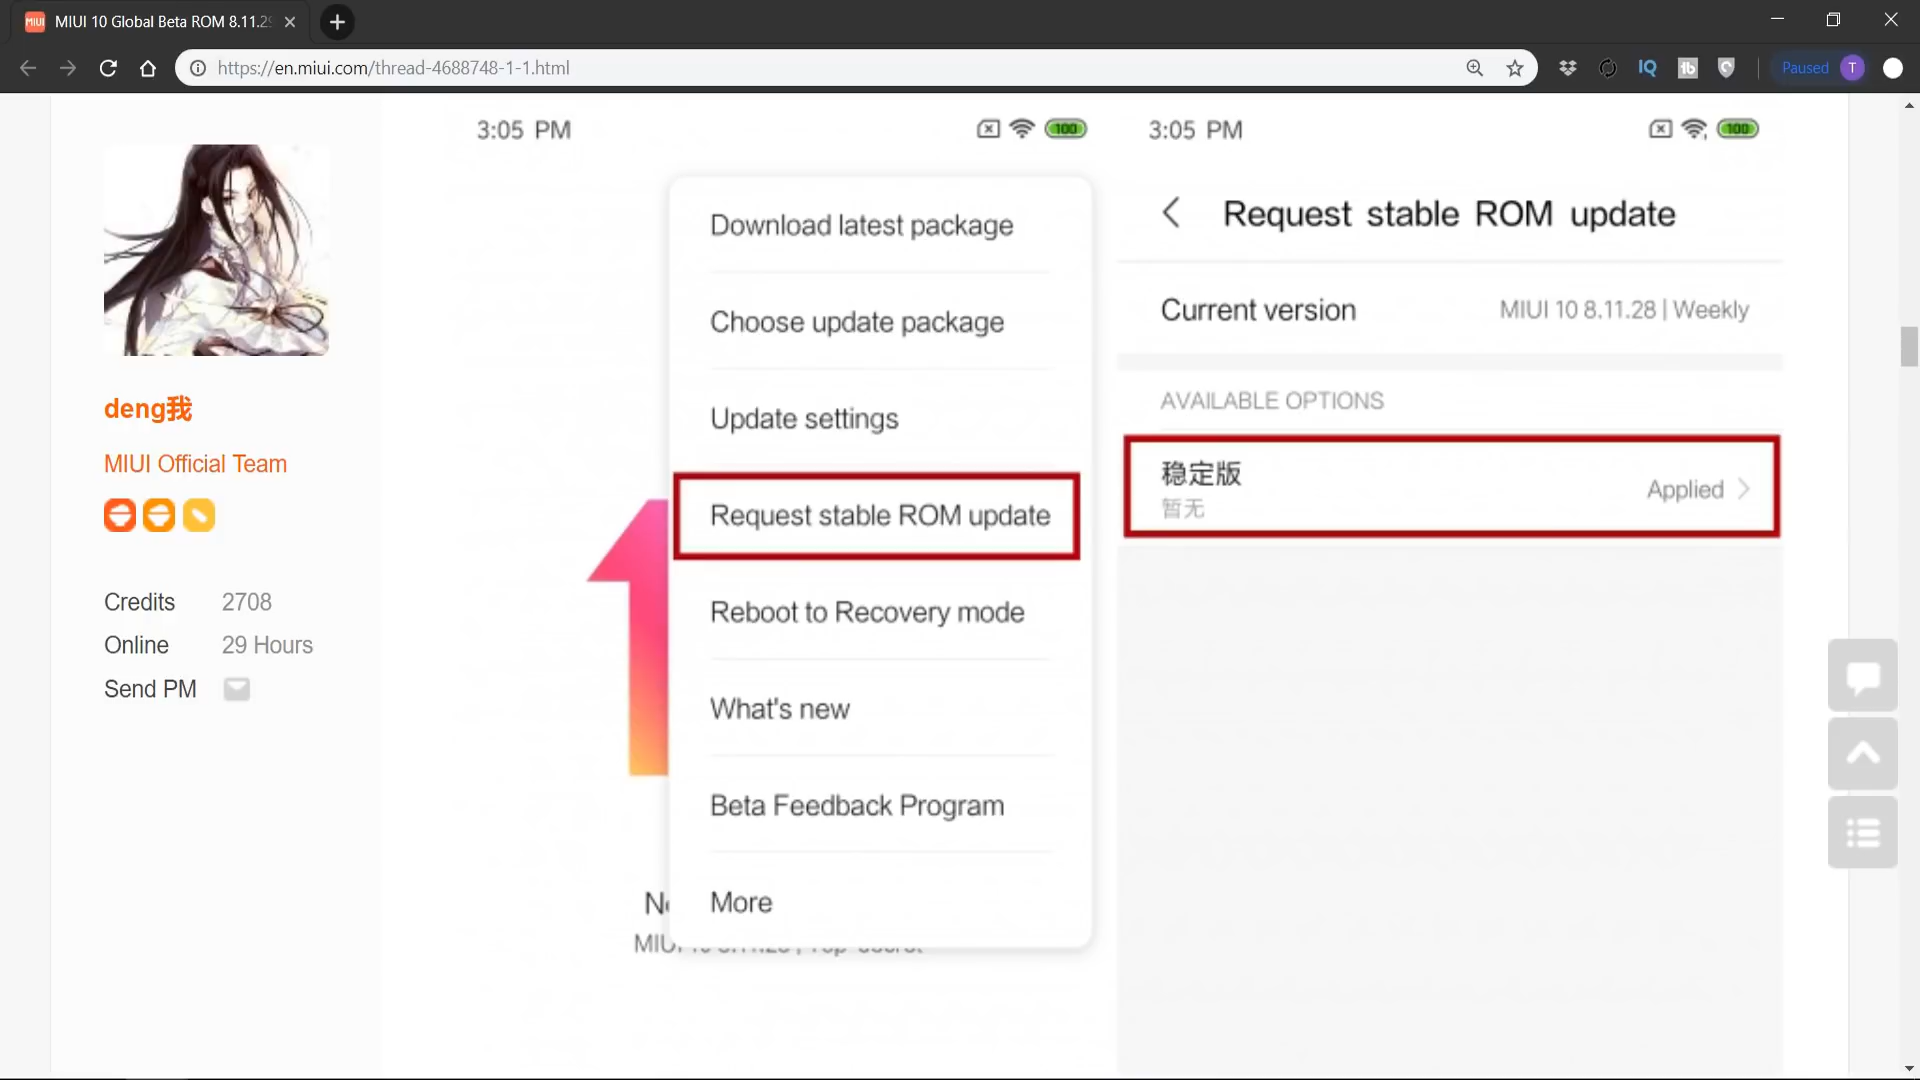 MIUI 10 Global Beta ROM 8.11.29
https://en.miui.com/thread-4688748-1-1.html
IQ
Paused
T
deng我
MIUI Official Team
Credits 2708
Online 29 Hours
Send PM
3:05 PM
100
Download latest package
Choose update package
Update settings
Request stable ROM update
Reboot to Recovery mode
What's new
Beta Feedback Program
More
3:05 PM
100
Request stable ROM update
Current version MIUI 10 8.11.28 | Weekly
AVAILABLE OPTIONS
稳定版
暂无
Applied